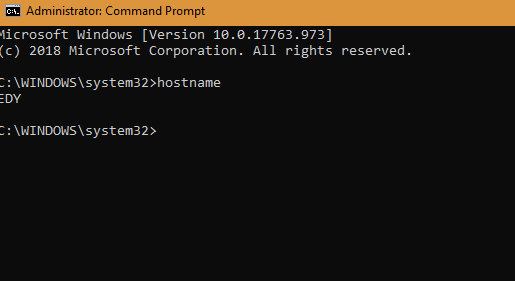 Administrator: Command Prompt
Microsoft Windows [Version 10.0.17763.973]
(c) 2018 Microsoft Corporation. All rights reserved.
C:\WINDOWS\system32>hostname
EDY
C:\WINDOWS\system32>